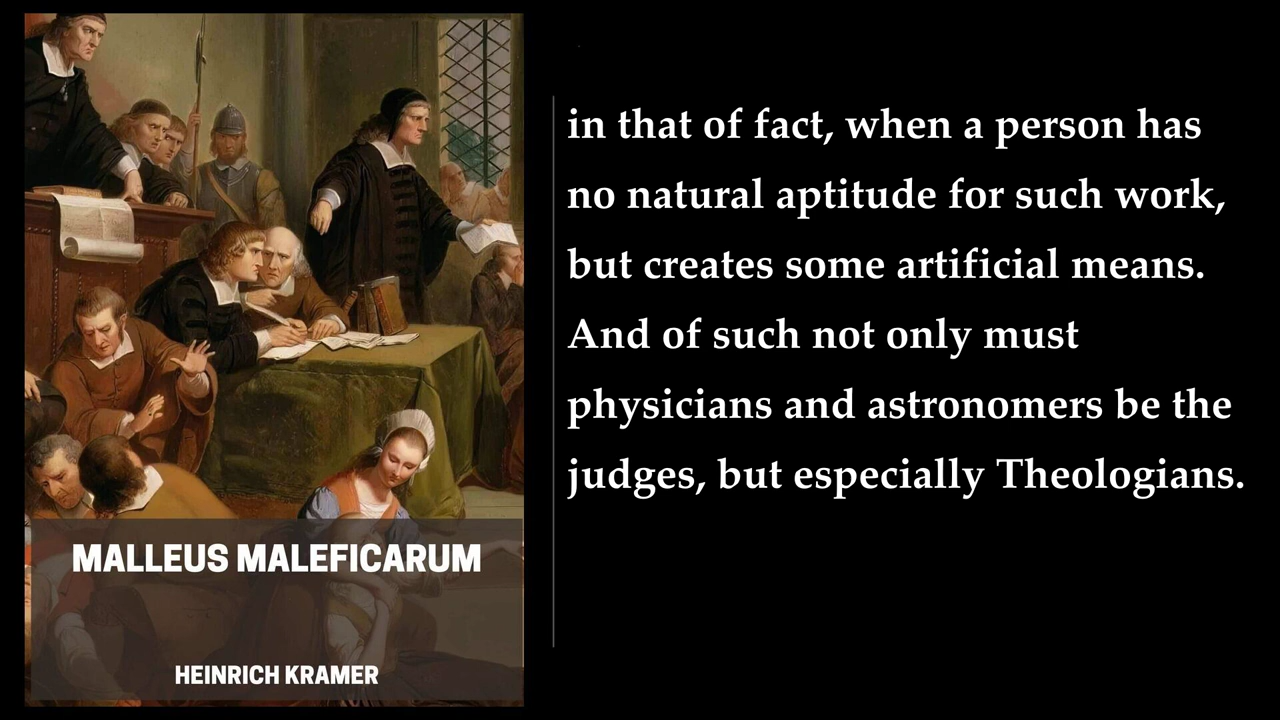 MALLEUS MALEFICARUM
HEINRICH KRAMER
in that of fact, when a person has
no natural aptitude for such work,
but creates some artificial means.
And of such not only must
physicians and astronomers be the
judges, but especially Theologians.